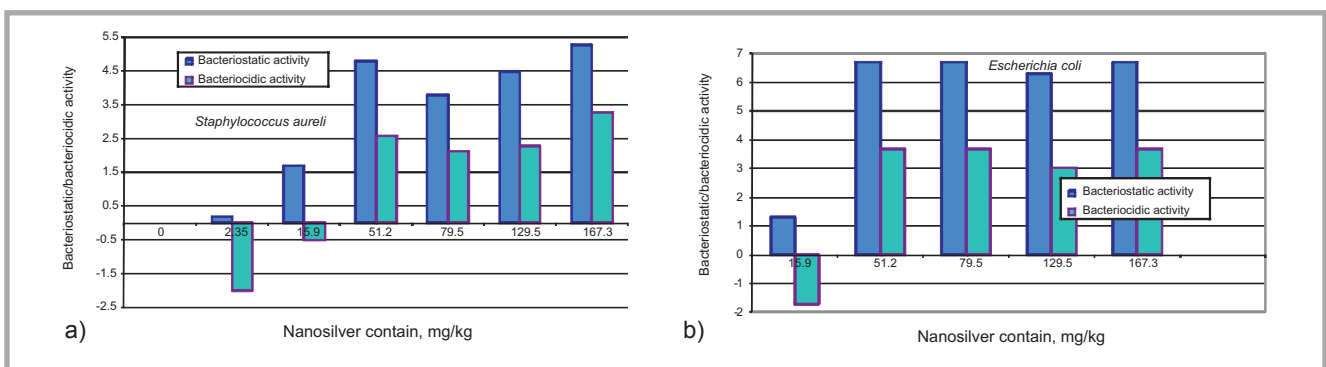 5.5
4.5
3.5
2.5
1.5
0.5
-0.5
-1.5
-2.5
Bacteriostatic/bacteriocidic activity
Bacteriostatic activity
Bacteriocidic activity
Staphylococcus aureli
0 2.35 15.9 51.2 79.5 129.5 167.3
a) Nanosilver contain, mg/kg
7
6
5
4
3
2
1
0
-1
-2
Bacteriostatic/bacteriocidic activity
Escherichia coli
Bacteriostatic activity
Bacteriocidic activity
15.9 51.2 79.5 129.5 167.3
b) Nanosilver contain, mg/kg